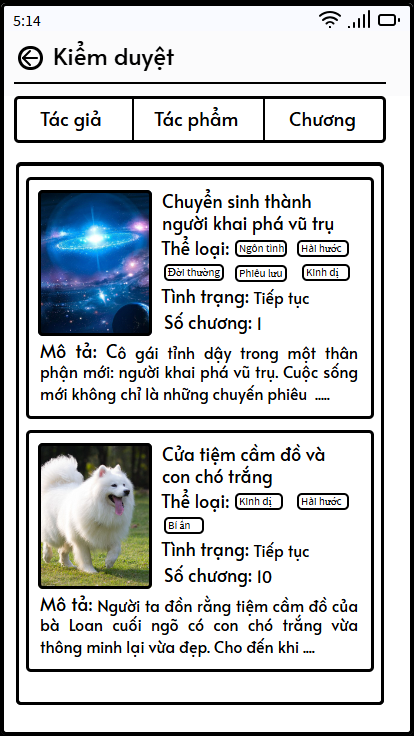 5:14
Kiểm duyệt
Tác giả Tác phẩm Chương
Chuyển sinh thành
người khai phá vũ trụ
Thể loại: Ngôn tình Hài hước
Đời thường Phiêu lưu Kinh dị
Tình trạng: Tiếp tục
Số chương: 1
Mô tả: Cô gái tỉnh dậy trong một thân
phận mới: người khai phá vũ trụ. Cuộc sống
mới không chỉ là những chuyến phiêu .....
Cửa tiệm cầm đồ và
con chó trắng
Thể loại: Kinh dị Hài hước
Bí ẩn
Tình trạng: Tiếp tục
Số chương: 10
Mô tả: Người ta đồn rằng tiệm cầm đồ của
bà Loan cuối ngõ có con chó trắng vừa
thông minh lại vừa đẹp. Cho đến khi ....